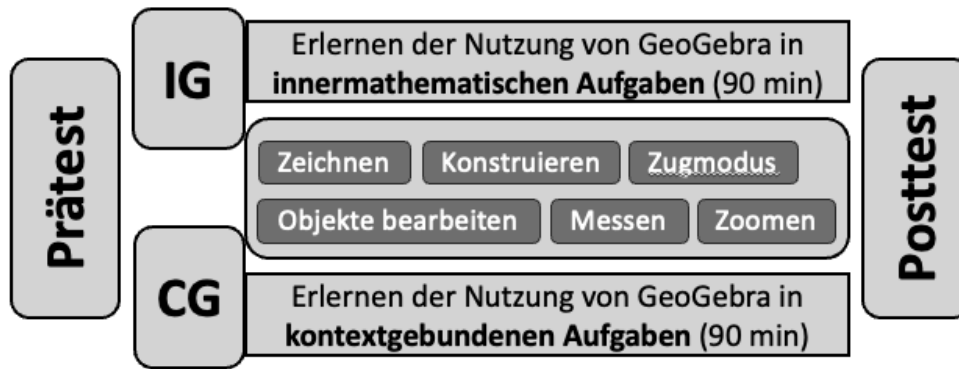 Prätest
IG
Erlernen der Nutzung von GeoGebra in
innermathematischen Aufgaben (90 min)
Zeichnen Konstruieren Zugmodus
Objekte bearbeiten Messen Zoomen
CG
Erlernen der Nutzung von GeoGebra in
kontextgebundenen Aufgaben (90 min)
Posttest